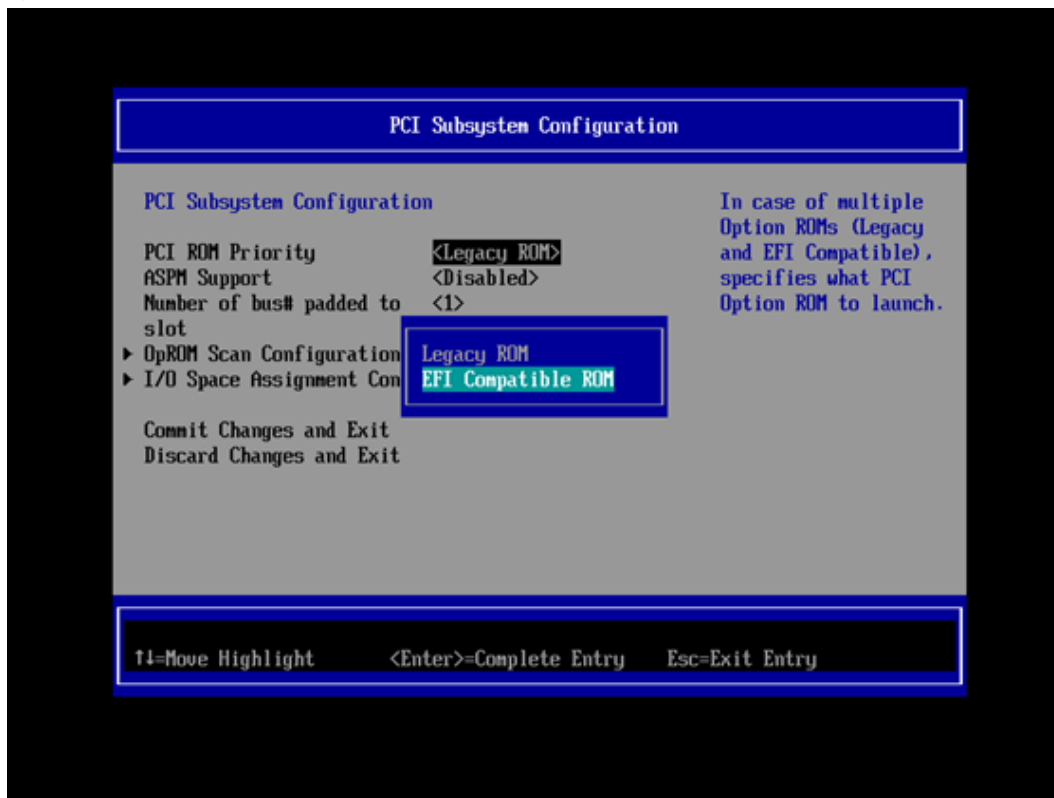 PCI Subsystem Configuration
PCI Subsystem Configuration
PCI ROM Priority <Legacy ROM>
ASPM Support <Disabled>
Number of bus# padded to <1>
slot
▶ OpROM Scan Configuration
▶ I/O Space Assignment Con
Commit Changes and Exit
Discard Changes and Exit
Legacy ROM
EFI Compatible ROM
In case of multiple
Option ROMs (Legacy
and EFI Compatible),
specifies what PCI
Option ROM to launch.
↑↓=Move Highlight <Enter>=Complete Entry Esc=Exit Entry